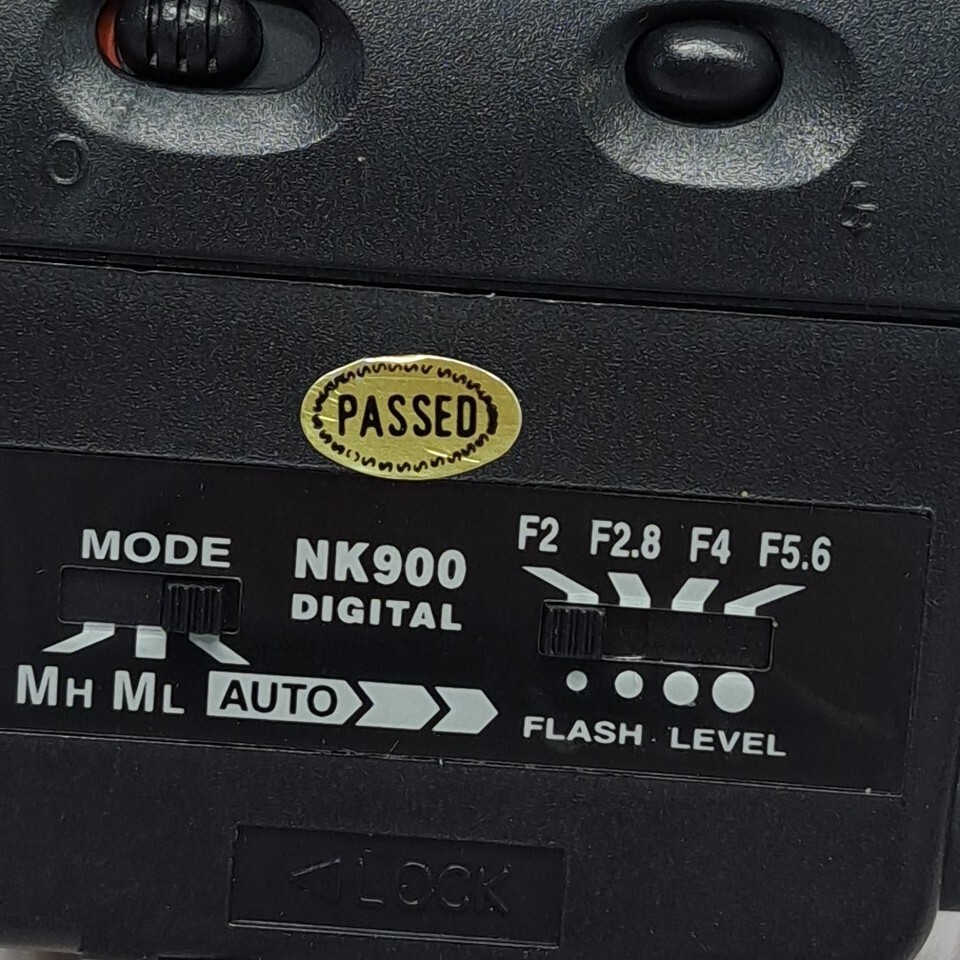 O
PASSED
MODE
NK900
DIGITAL
F2 F2.8 F4 F5.6
MH ML AUTO
FLASH LEVEL
LOCK